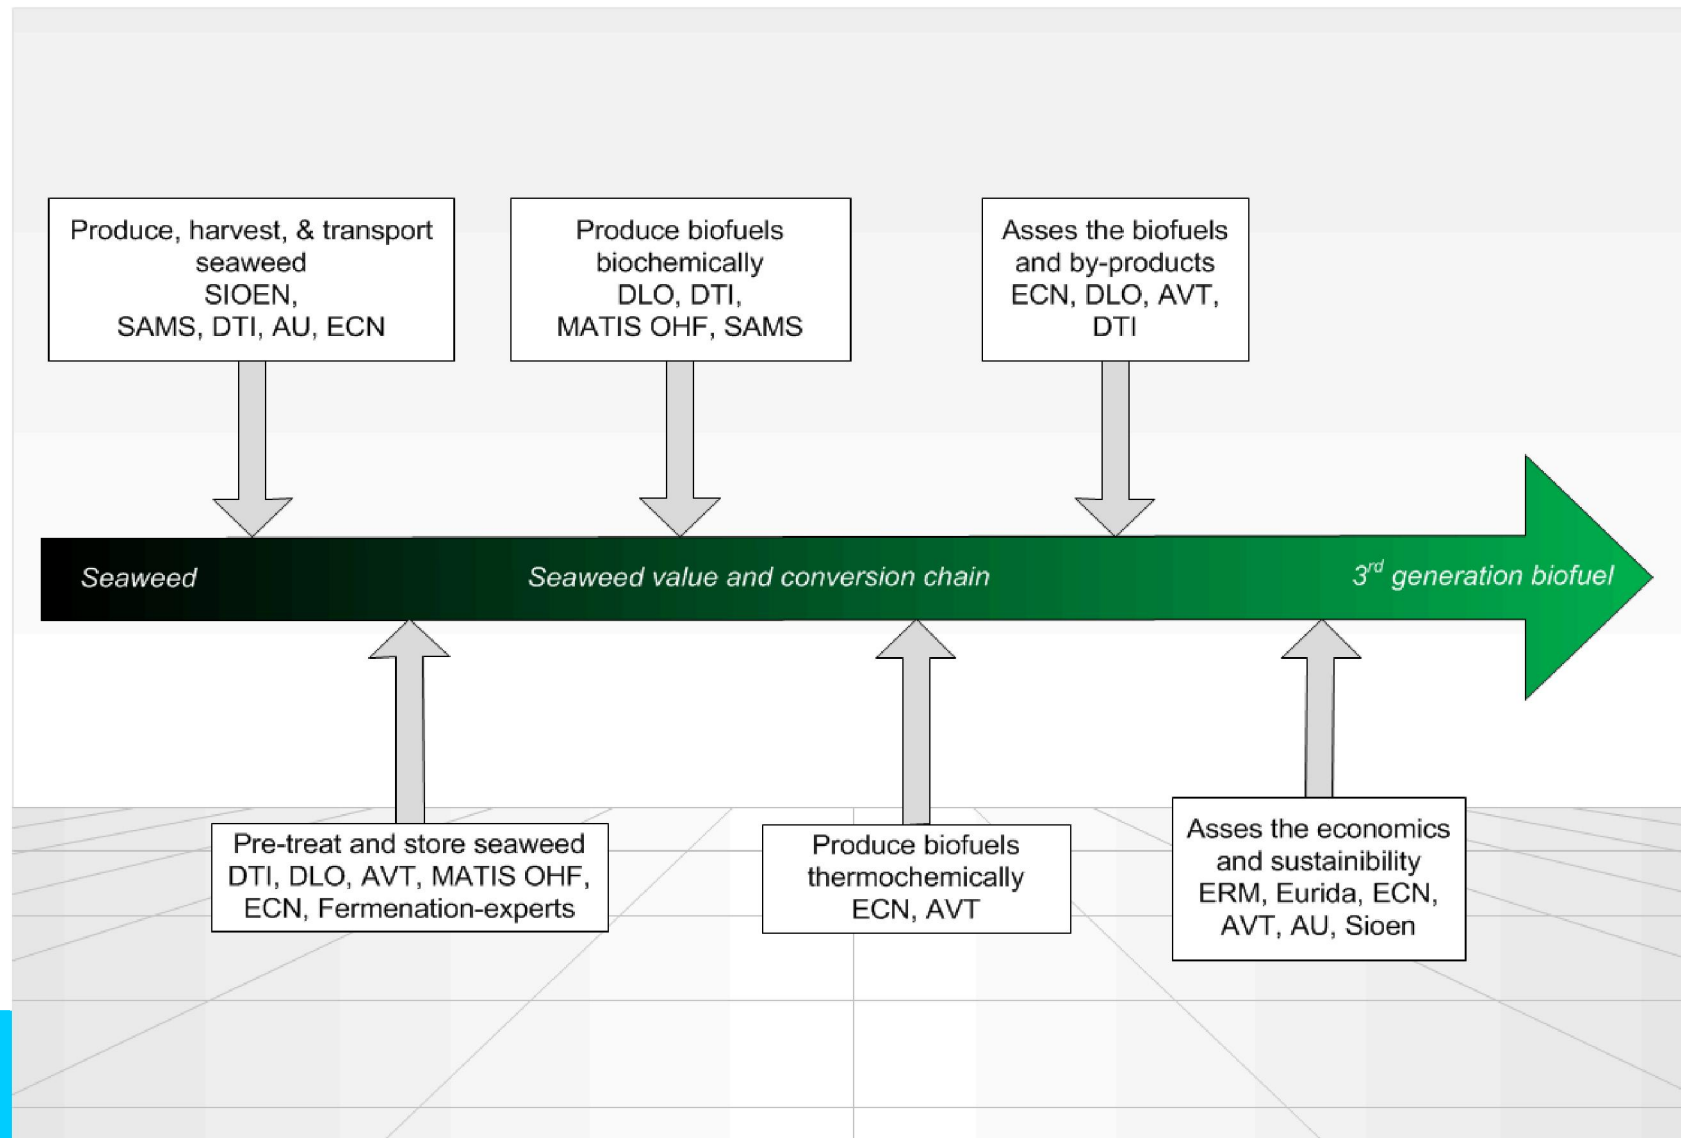 Produce, harvest, & transport
seaweed
SIOEN,
SAMS, DTI, AU, ECN
Produce biofuels
biochemically
DLO, DTI,
MATIS OHF, SAMS
Asses the biofuels
and by-products
ECN, DLO, AVT,
DTI
Seaweed
Seaweed value and conversion chain
3rd generation biofuel
Pre-treat and store seaweed
DTI, DLO, AVT, MATIS OHF,
ECN, Fermenation-experts
Produce biofuels
thermochemically
ECN, AVT
Asses the economics
and sustainibility
ERM, Eurida, ECN,
AVT, AU, Sioen